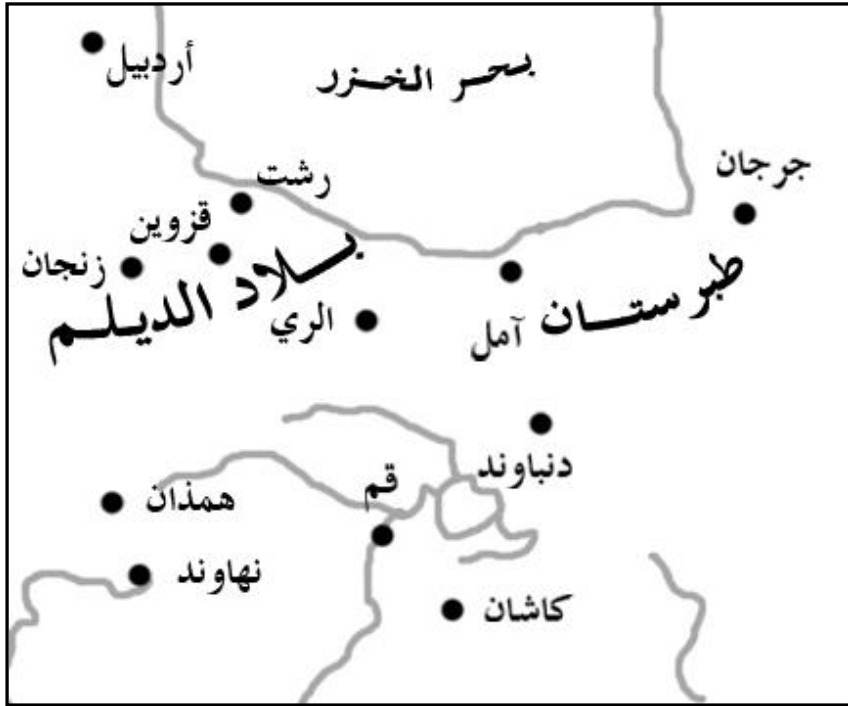 أردبيل
بحر الخزر
جرجان
رشت
قزوين
زنجان
بلاد الديلم
طبرستان
الري
آمل
دنباوند
قم
همذان
نهاوند
كاشان